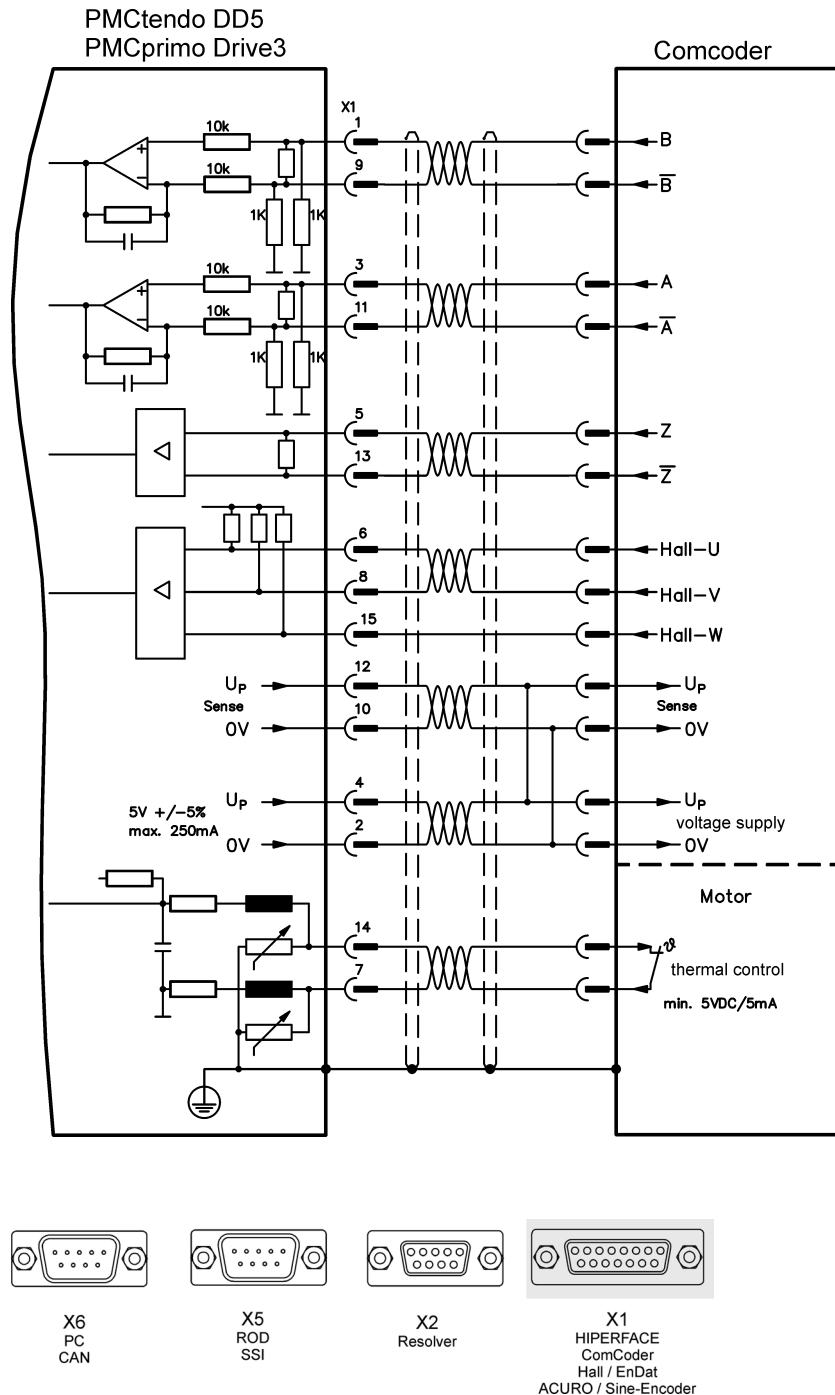 PMCtendo DD5
PMCprimo Drive3
Comcoder
X1
10k
1
B
10k
9
B̅
1K
1K
10k
3
A
10k
11
A̅
1K
1K
5
Z
13
Z̅
6
Hall-U
8
Hall-V
15
Hall-W
12
UP
UP
Sense
Sense
10
0V
0V
4
UP
UP
5V +/-5%
max. 250mA
voltage supply
2
0V
0V
Motor
14
ϑ
thermal control
7
min. 5VDC/5mA
X6
PC
CAN
X5
ROD
SSI
X2
Resolver
X1
HIPERFACE
ComCoder
Hall / EnDat
ACURO / Sine-Encoder